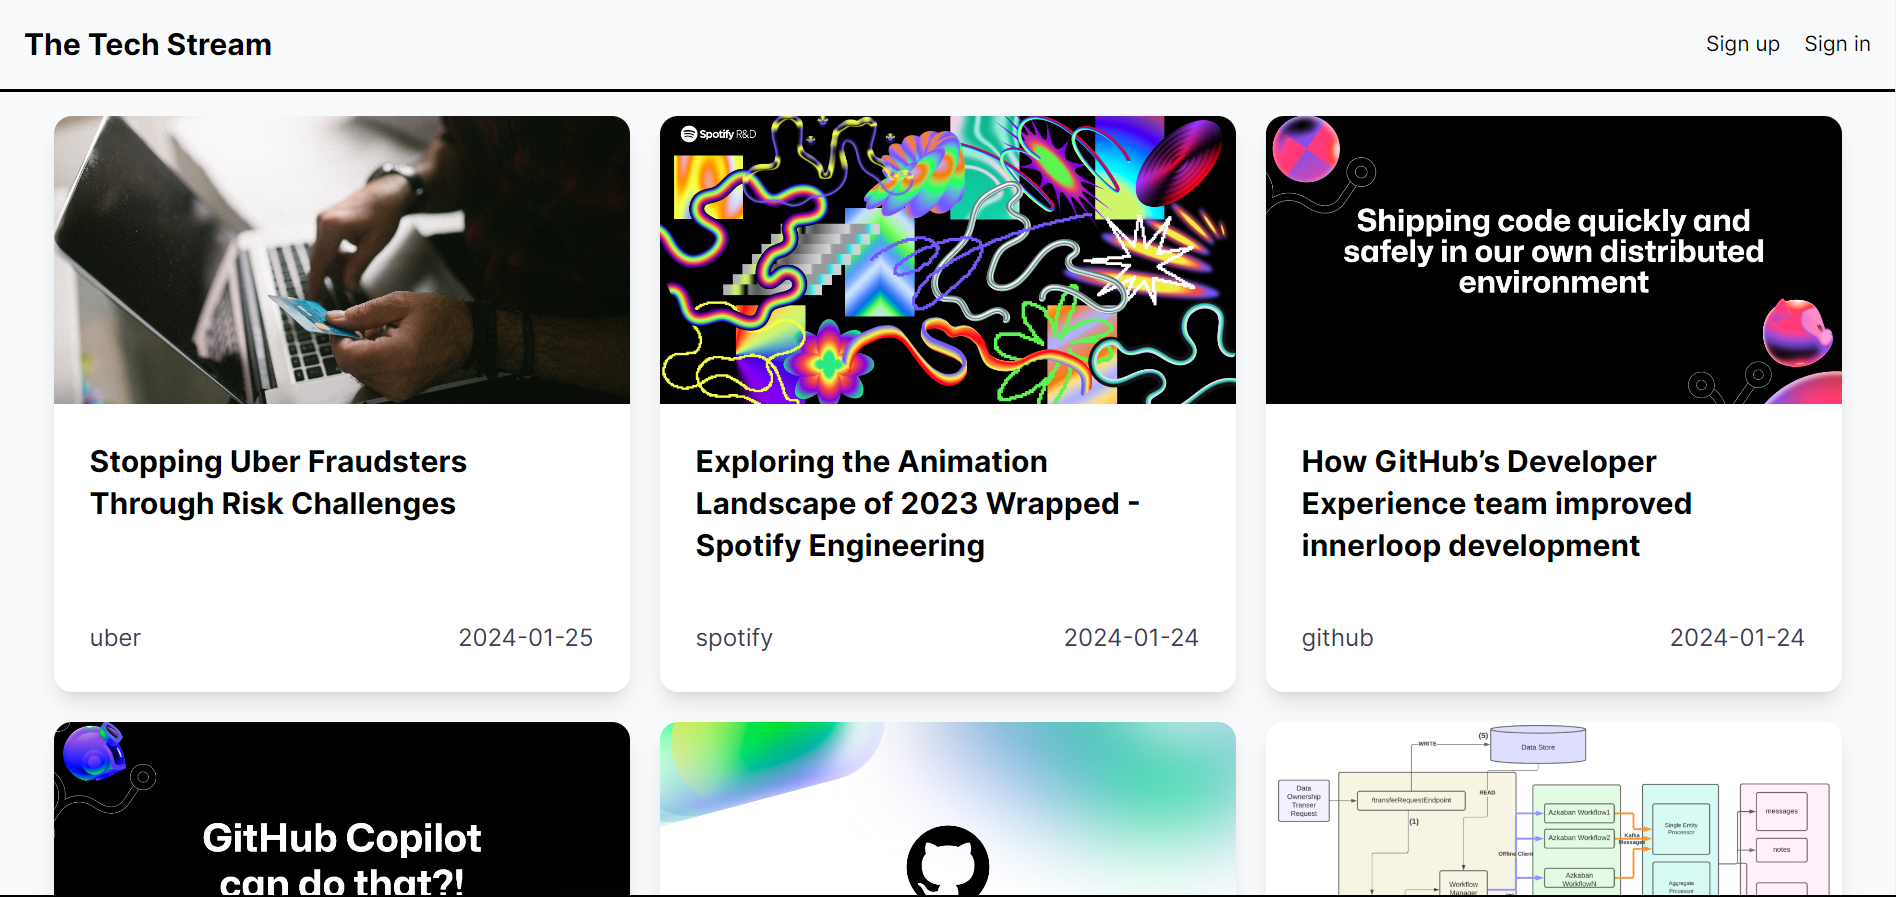 The Tech Stream
Sign up
Sign in
Spotify R&D
Shipping code quickly and
safely in our own distributed
environment
Stopping Uber Fraudsters
Through Risk Challenges
uber
2024-01-25
Exploring the Animation
Landscape of 2023 Wrapped -
Spotify Engineering
spotify
2024-01-24
How GitHub’s Developer
Experience team improved
innerloop development
github
2024-01-24
GitHub Copilot
can do that?!
(5)
WRITE
Data Store
Data
Ownership
Transer
Request
/transferRequestEndpoint
READ
(1)
Azkaban Workflow1
Azkaban Workflow2
Azkaban
WorkflowN
Offline Client
Kafka
Messages
Single Entity
Processor
Aggregate
Processor
messages
notes
Workflow
Manager